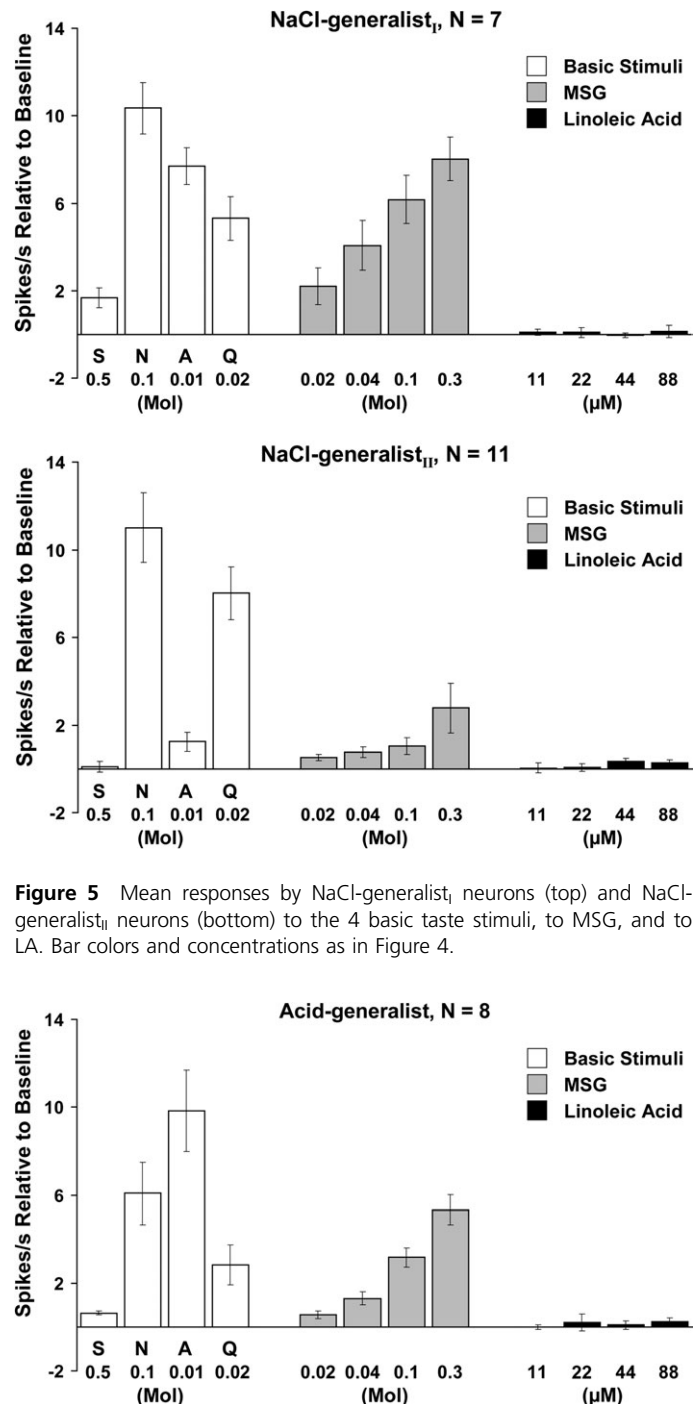 NaCl-generalistI, N = 7
Spikes/s Relative to Baseline
14
10
6
2
-2
Basic Stimuli
MSG
Linoleic Acid
S N A Q
0.5 0.1 0.01 0.02 0.02 0.04 0.1 0.3 11 22 44 88
(Mol) (Mol) (µM)
NaCl-generalistII, N = 11
Spikes/s Relative to Baseline
14
10
6
2
-2
Basic Stimuli
MSG
Linoleic Acid
S N A Q
0.5 0.1 0.01 0.02 0.02 0.04 0.1 0.3 11 22 44 88
(Mol) (Mol) (µM)
Figure 5 Mean responses by NaCl-generalistI neurons (top) and NaCl-
generalistII neurons (bottom) to the 4 basic taste stimuli, to MSG, and to
LA. Bar colors and concentrations as in Figure 4.
Acid-generalist, N = 8
Spikes/s Relative to Baseline
14
10
6
2
-2
Basic Stimuli
MSG
Linoleic Acid
S N A Q
0.5 0.1 0.01 0.02 0.02 0.04 0.1 0.3 11 22 44 88
(Mol) (Mol) (µM)